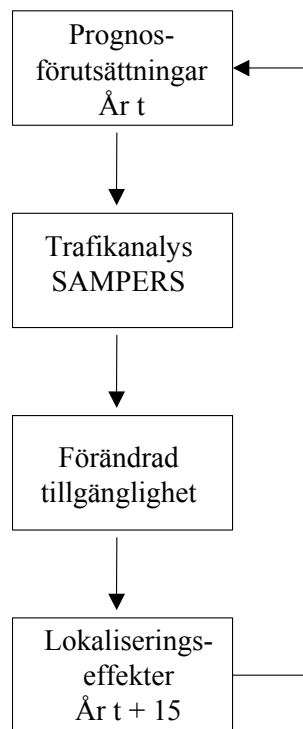 Prognos-
förutsättningar
År t
Trafikanalys
SAMPERS
Förändrad
tillgänglighet
Lokaliserings-
effekter
År t + 15